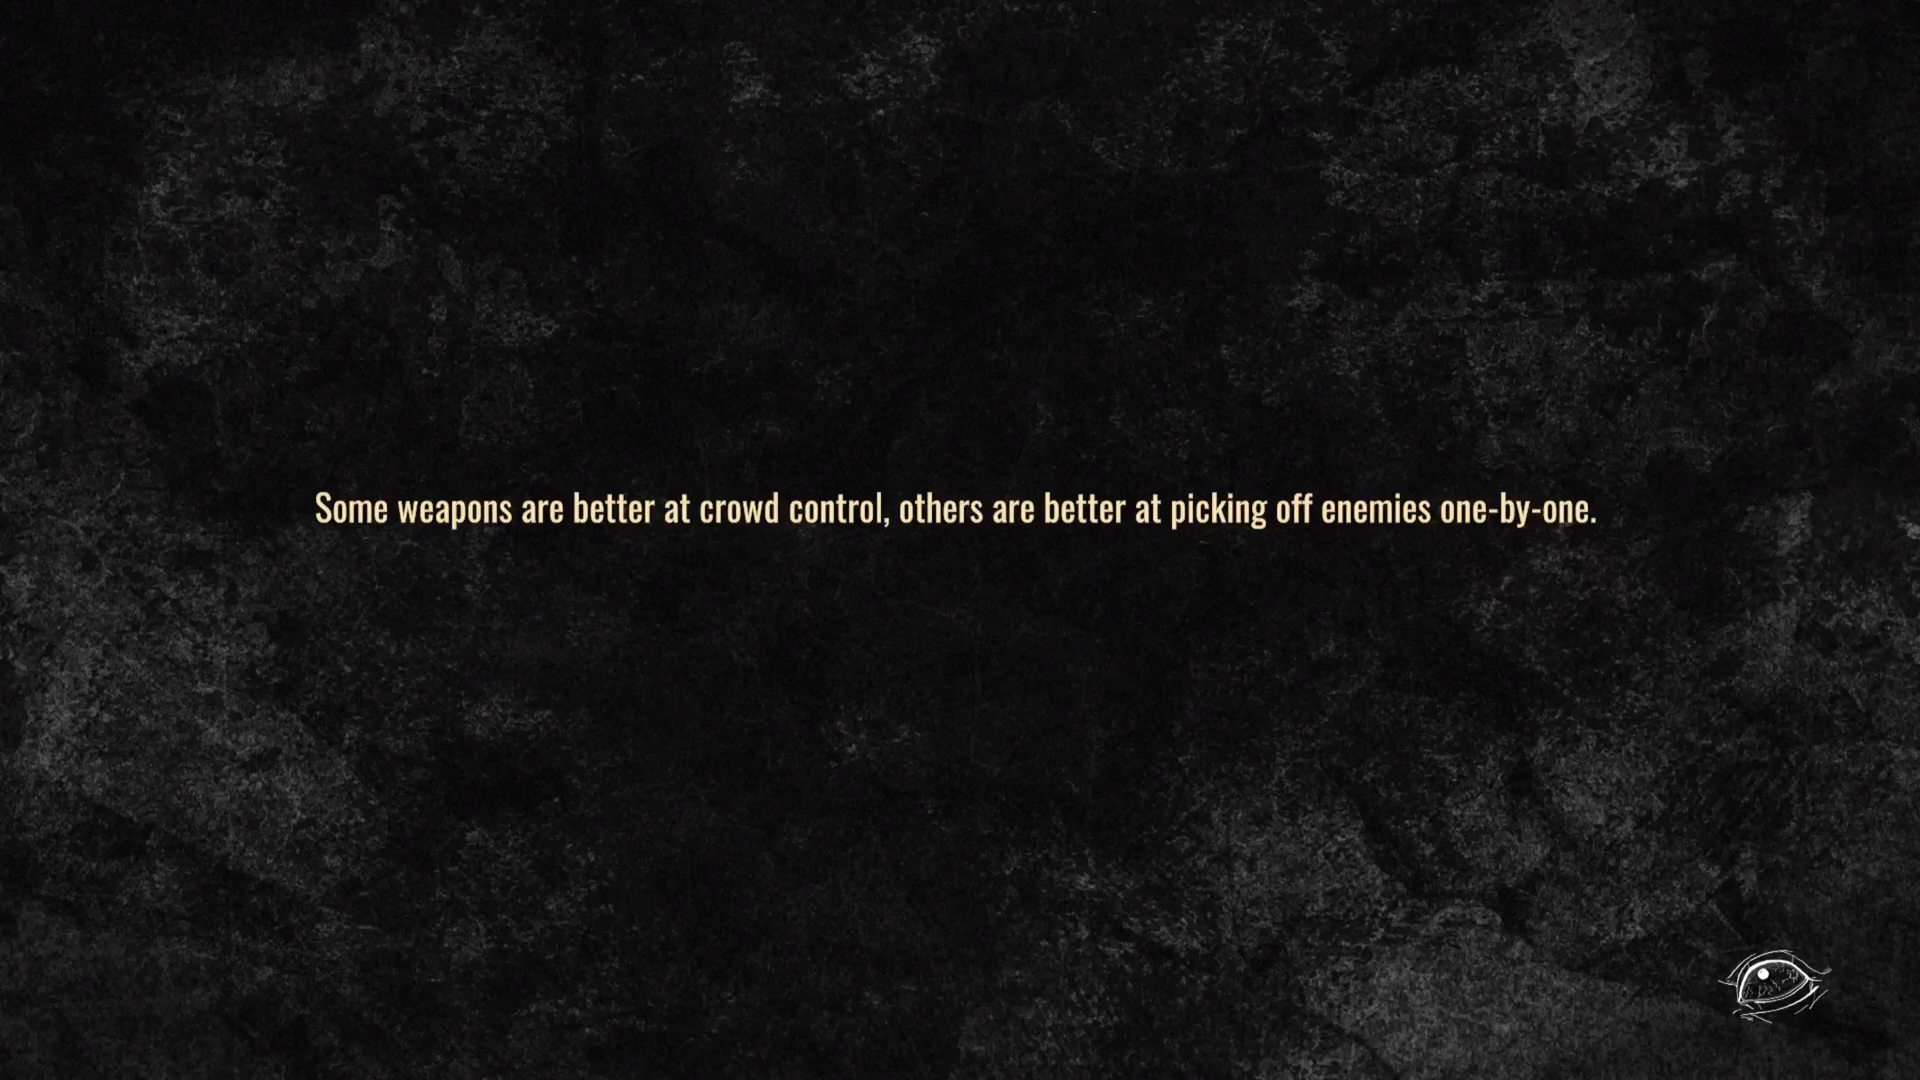 Some weapons are better at crowd control, others are better at picking off enemies one-by-one.